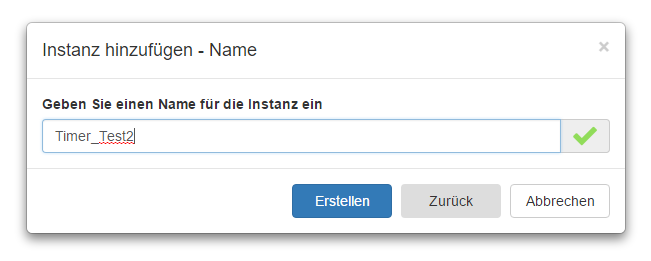 Instanz hinzufügen - Name
×
Geben Sie einen Name für die Instanz ein
Timer_Test2
Erstellen
Zurück
Abbrechen